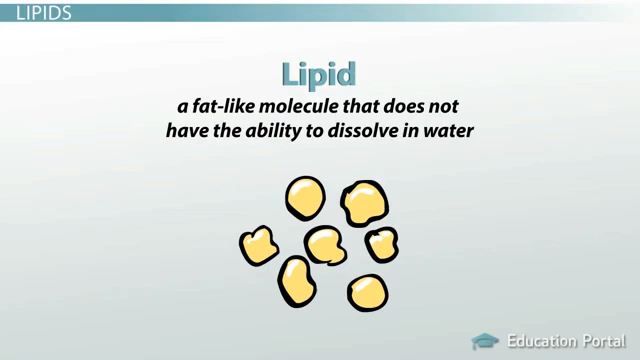 LIPIDS
Lipid
a fat-like molecule that does not
have the ability to dissolve in water
Education Portal